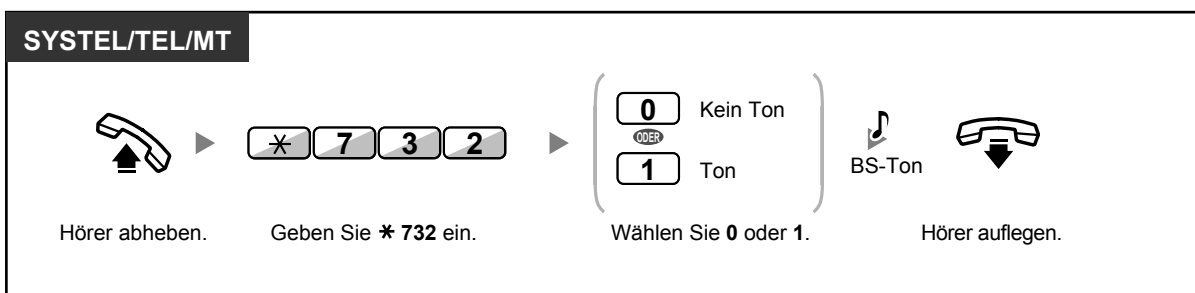 SYSTEL/TEL/MT
✳ 7 3 2
0 Kein Ton
ODER
1 Ton
BS-Ton
Hörer abheben.
Geben Sie ✳ 732 ein.
Wählen Sie 0 oder 1.
Hörer auflegen.